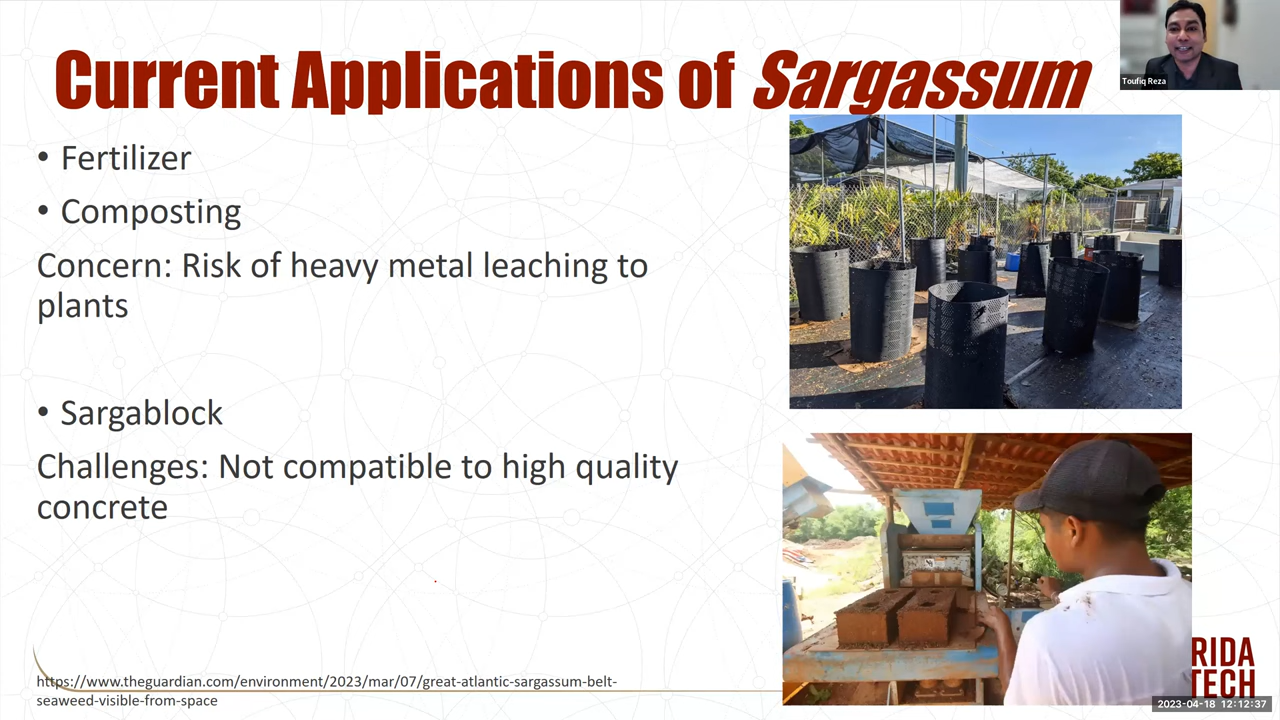 Current Applications of Sargassum
Toufiq Reza
• Fertilizer
• Composting
Concern: Risk of heavy metal leaching to
plants
• Sargablock
Challenges: Not compatible to high quality
concrete
https://www.theguardian.com/environment/2023/mar/07/great-atlantic-sargassum-belt-
seaweed-visible-from-space
RIDA
TECH
2023-04-18 12:12:37